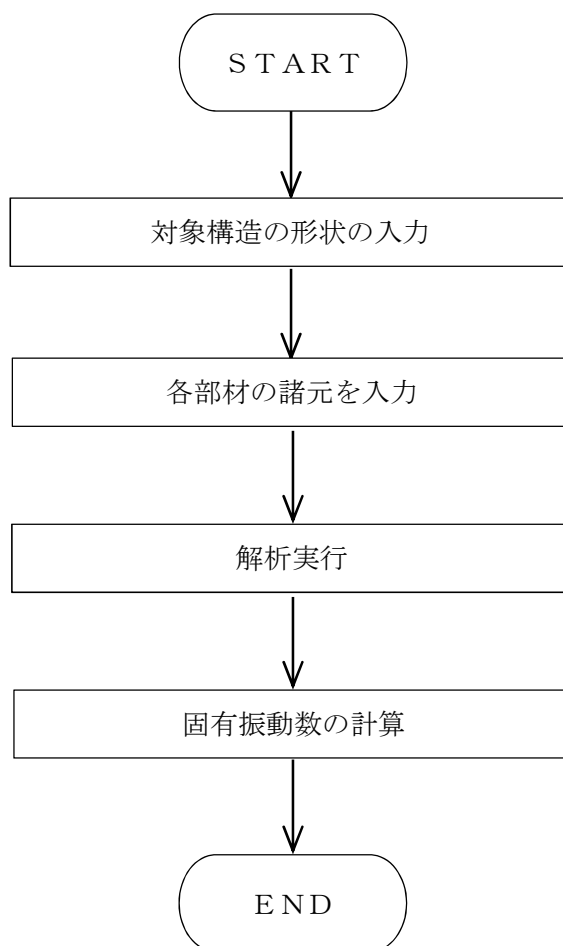 ＳＴＡＲＴ
対象構造の形状の入力
各部材の諸元を入力
解析実行
固有振動数の計算
ＥＮＤ